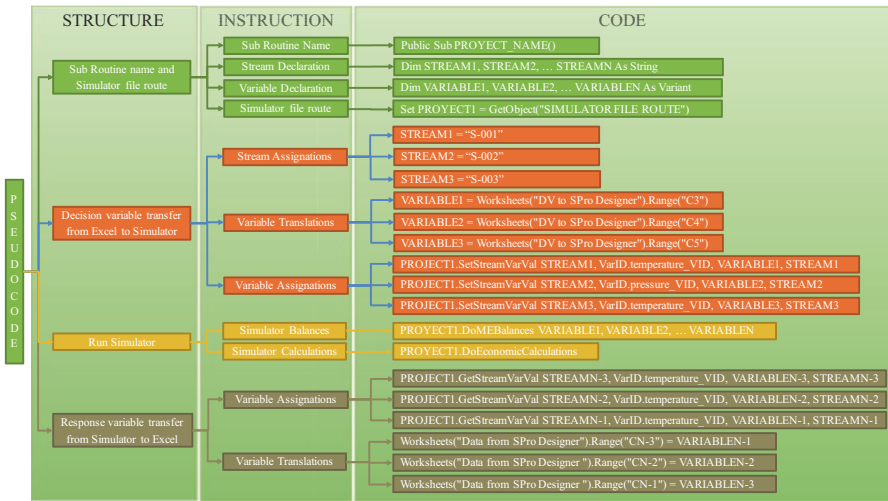 STRUCTURE
INSTRUCTION
CODE
PSEUDOCODE
Sub Routine name and
Simulator file route
Sub Routine Name
Public Sub PROYECT_NAME()
Stream Declaration
Dim STREAM1, STREAM2, … STREAMN As String
Variable Declaration
Dim VARIABLE1, VARIABLE2, … VARIABLEN As Variant
Simulator file route
Set PROYECT1 = GetObject("SIMULATOR FILE ROUTE")
Decision variable transfer
from Excel to Simulator
Stream Assignations
STREAM1 = “S-001”
STREAM2 = “S-002”
STREAM3 = “S-003”
Variable Translations
VARIABLE1 = Worksheets("DV to SPro Designer").Range("C3")
VARIABLE2 = Worksheets("DV to SPro Designer").Range("C4")
VARIABLE3 = Worksheets("DV to SPro Designer").Range("C5")
Variable Assignations
PROJECT1.SetStreamVarVal STREAM1, VarID.temperature_VID, VARIABLE1, STREAM1
PROJECT1.SetStreamVarVal STREAM2, VarID.pressure_VID, VARIABLE2, STREAM2
PROJECT1.SetStreamVarVal STREAM3, VarID.temperature_VID, VARIABLE3, STREAM3
Run Simulator
Simulator Balances
PROYECT1.DoMEBalances VARIABLE1, VARIABLE2, … VARIABLEN
Simulator Calculations
PROYECT1.DoEconomicCalculations
Response variable transfer
from Simulator to Excel
Variable Assignations
PROJECT1.GetStreamVarVal STREAMN-3, VarID.temperature_VID, VARIABLEN-3, STREAMN-3
PROJECT1.GetStreamVarVal STREAMN-2, VarID.temperature_VID, VARIABLEN-2, STREAMN-2
PROJECT1.GetStreamVarVal STREAMN-1, VarID.temperature_VID, VARIABLEN-1, STREAMN-1
Variable Translations
Worksheets("Data from SPro Designer").Range("CN-3") = VARIABLEN-1
Worksheets("Data from SPro Designer ").Range("CN-2") = VARIABLEN-2
Worksheets("Data from SPro Designer ").Range("CN-1") = VARIABLEN-3